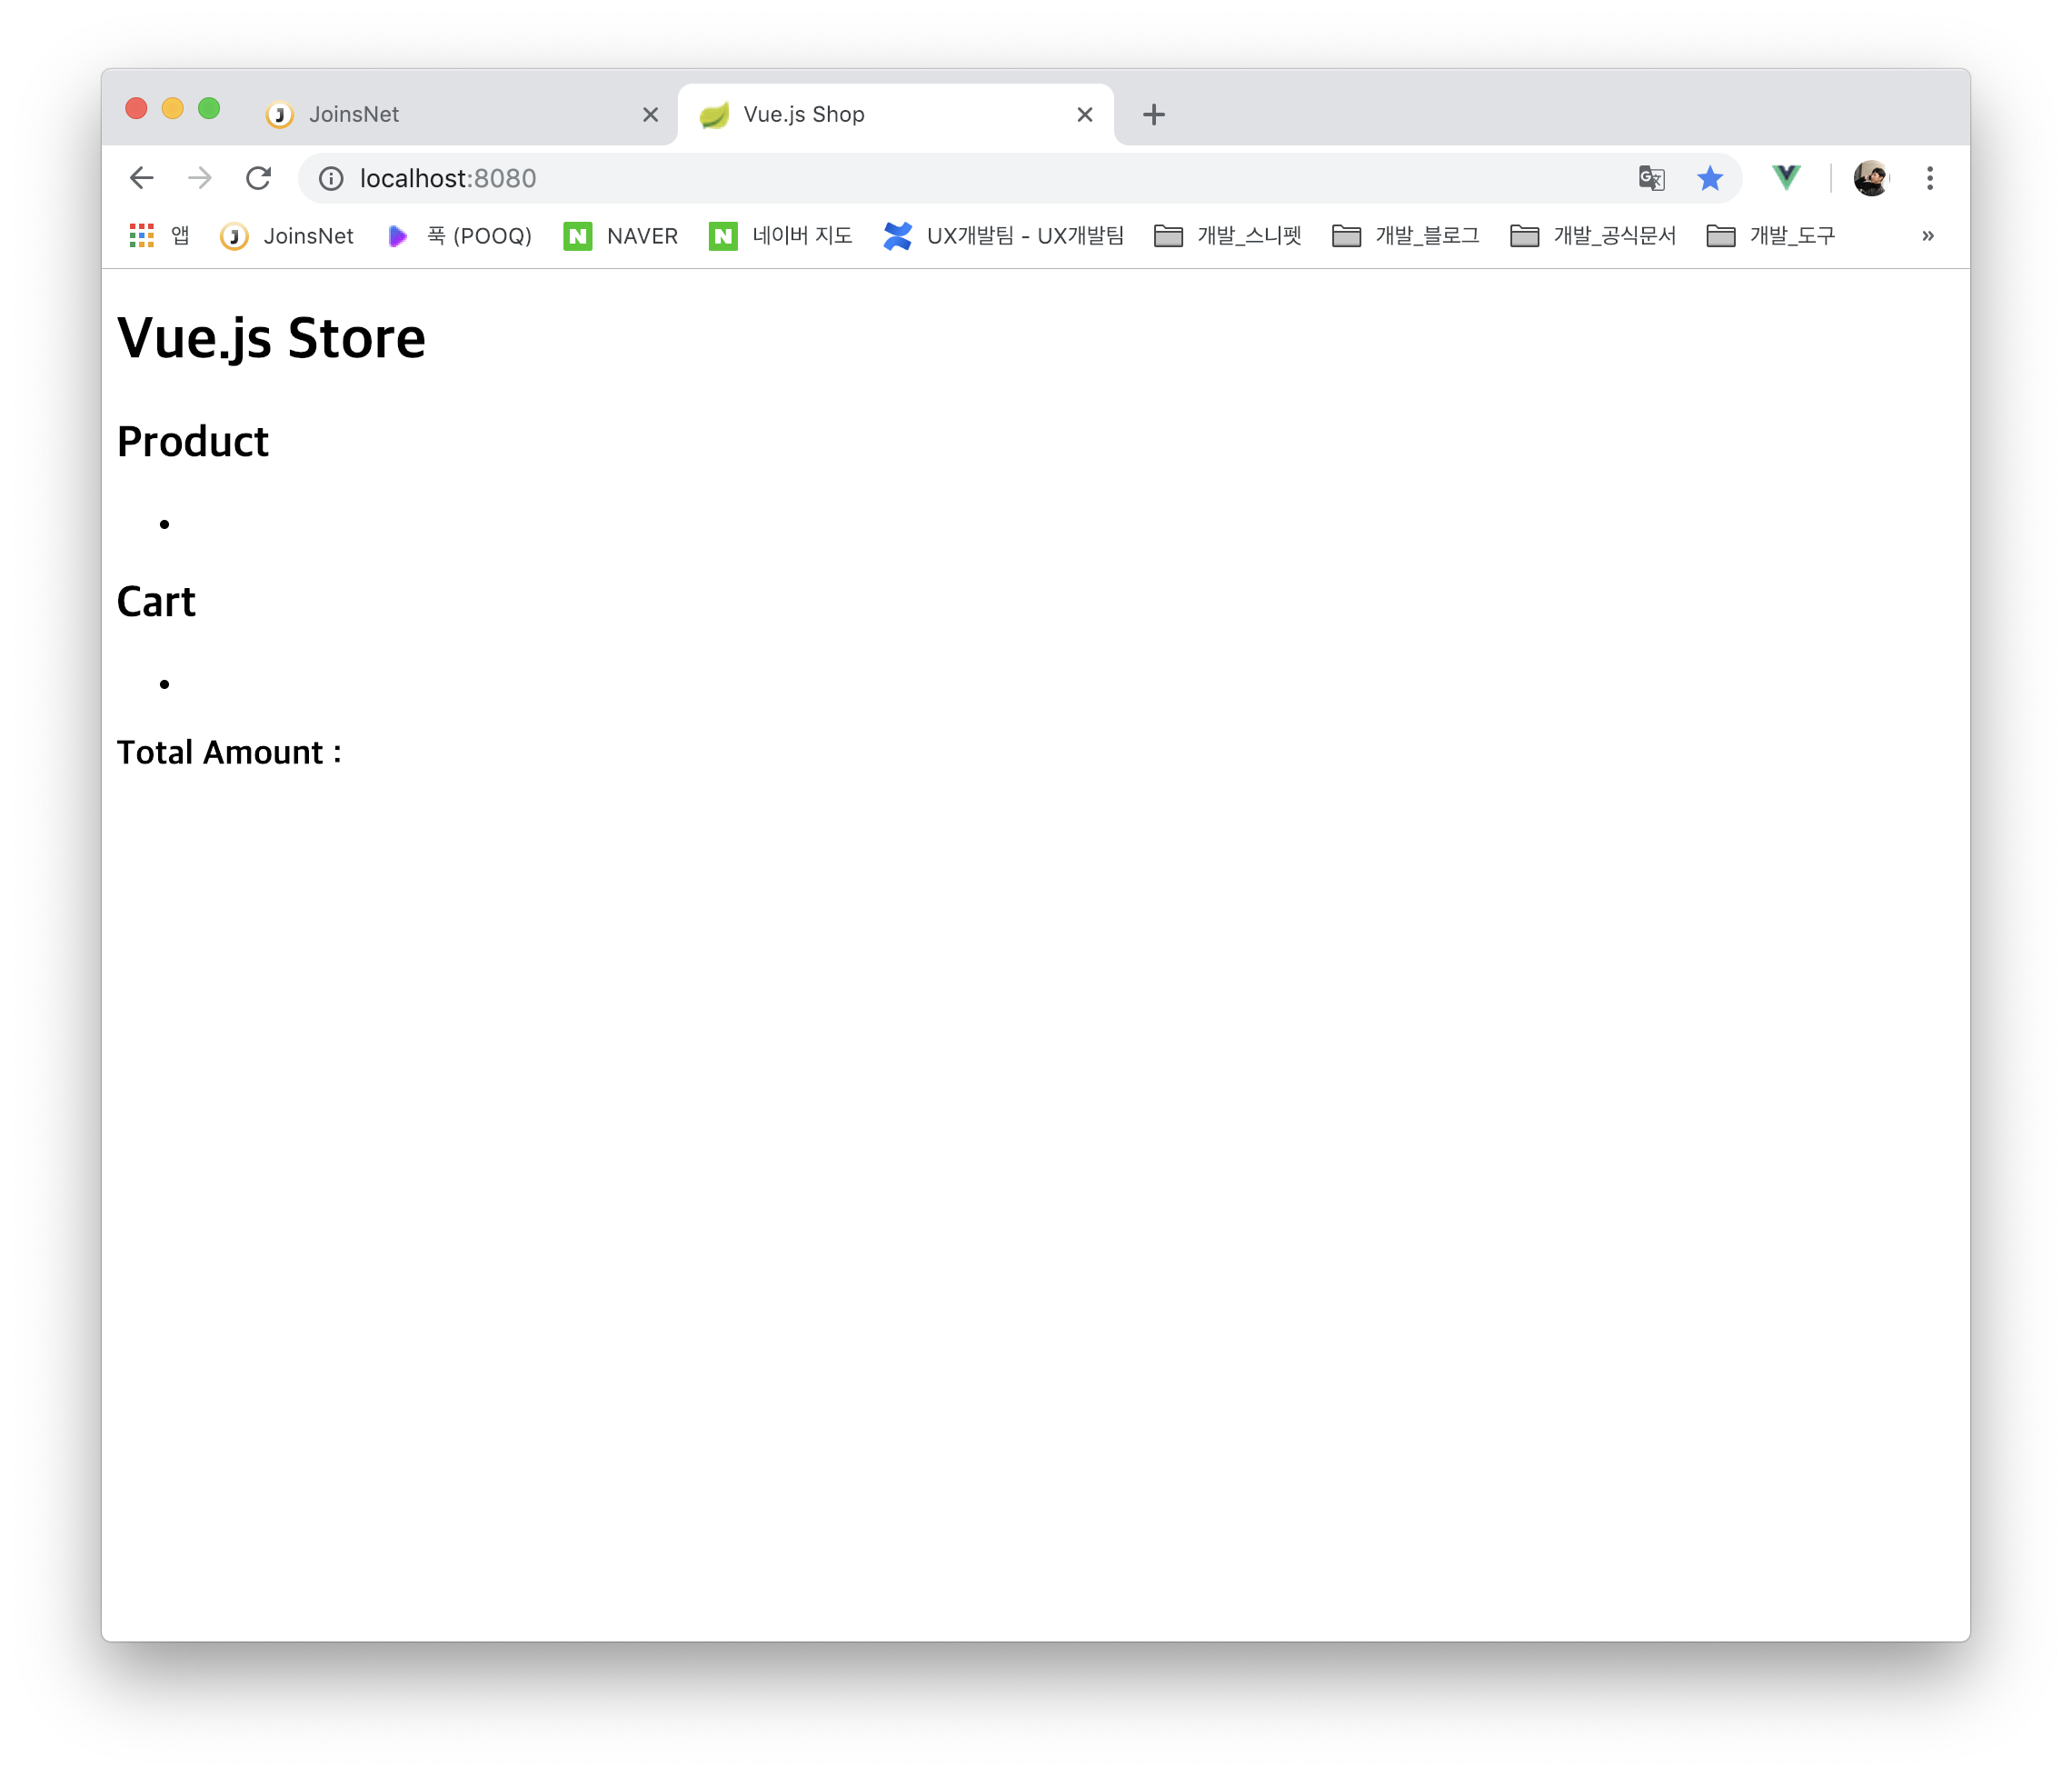 JoinsNet
Vue.js Shop
localhost:8080
앱 JoinsNet 푹 (POOQ) NAVER 네이버 지도 UX개발팀 - UX개발팀 개발_스니펫 개발_블로그 개발_공식문서 개발_도구 »
Vue.js Store
Product
•
Cart
•
Total Amount :